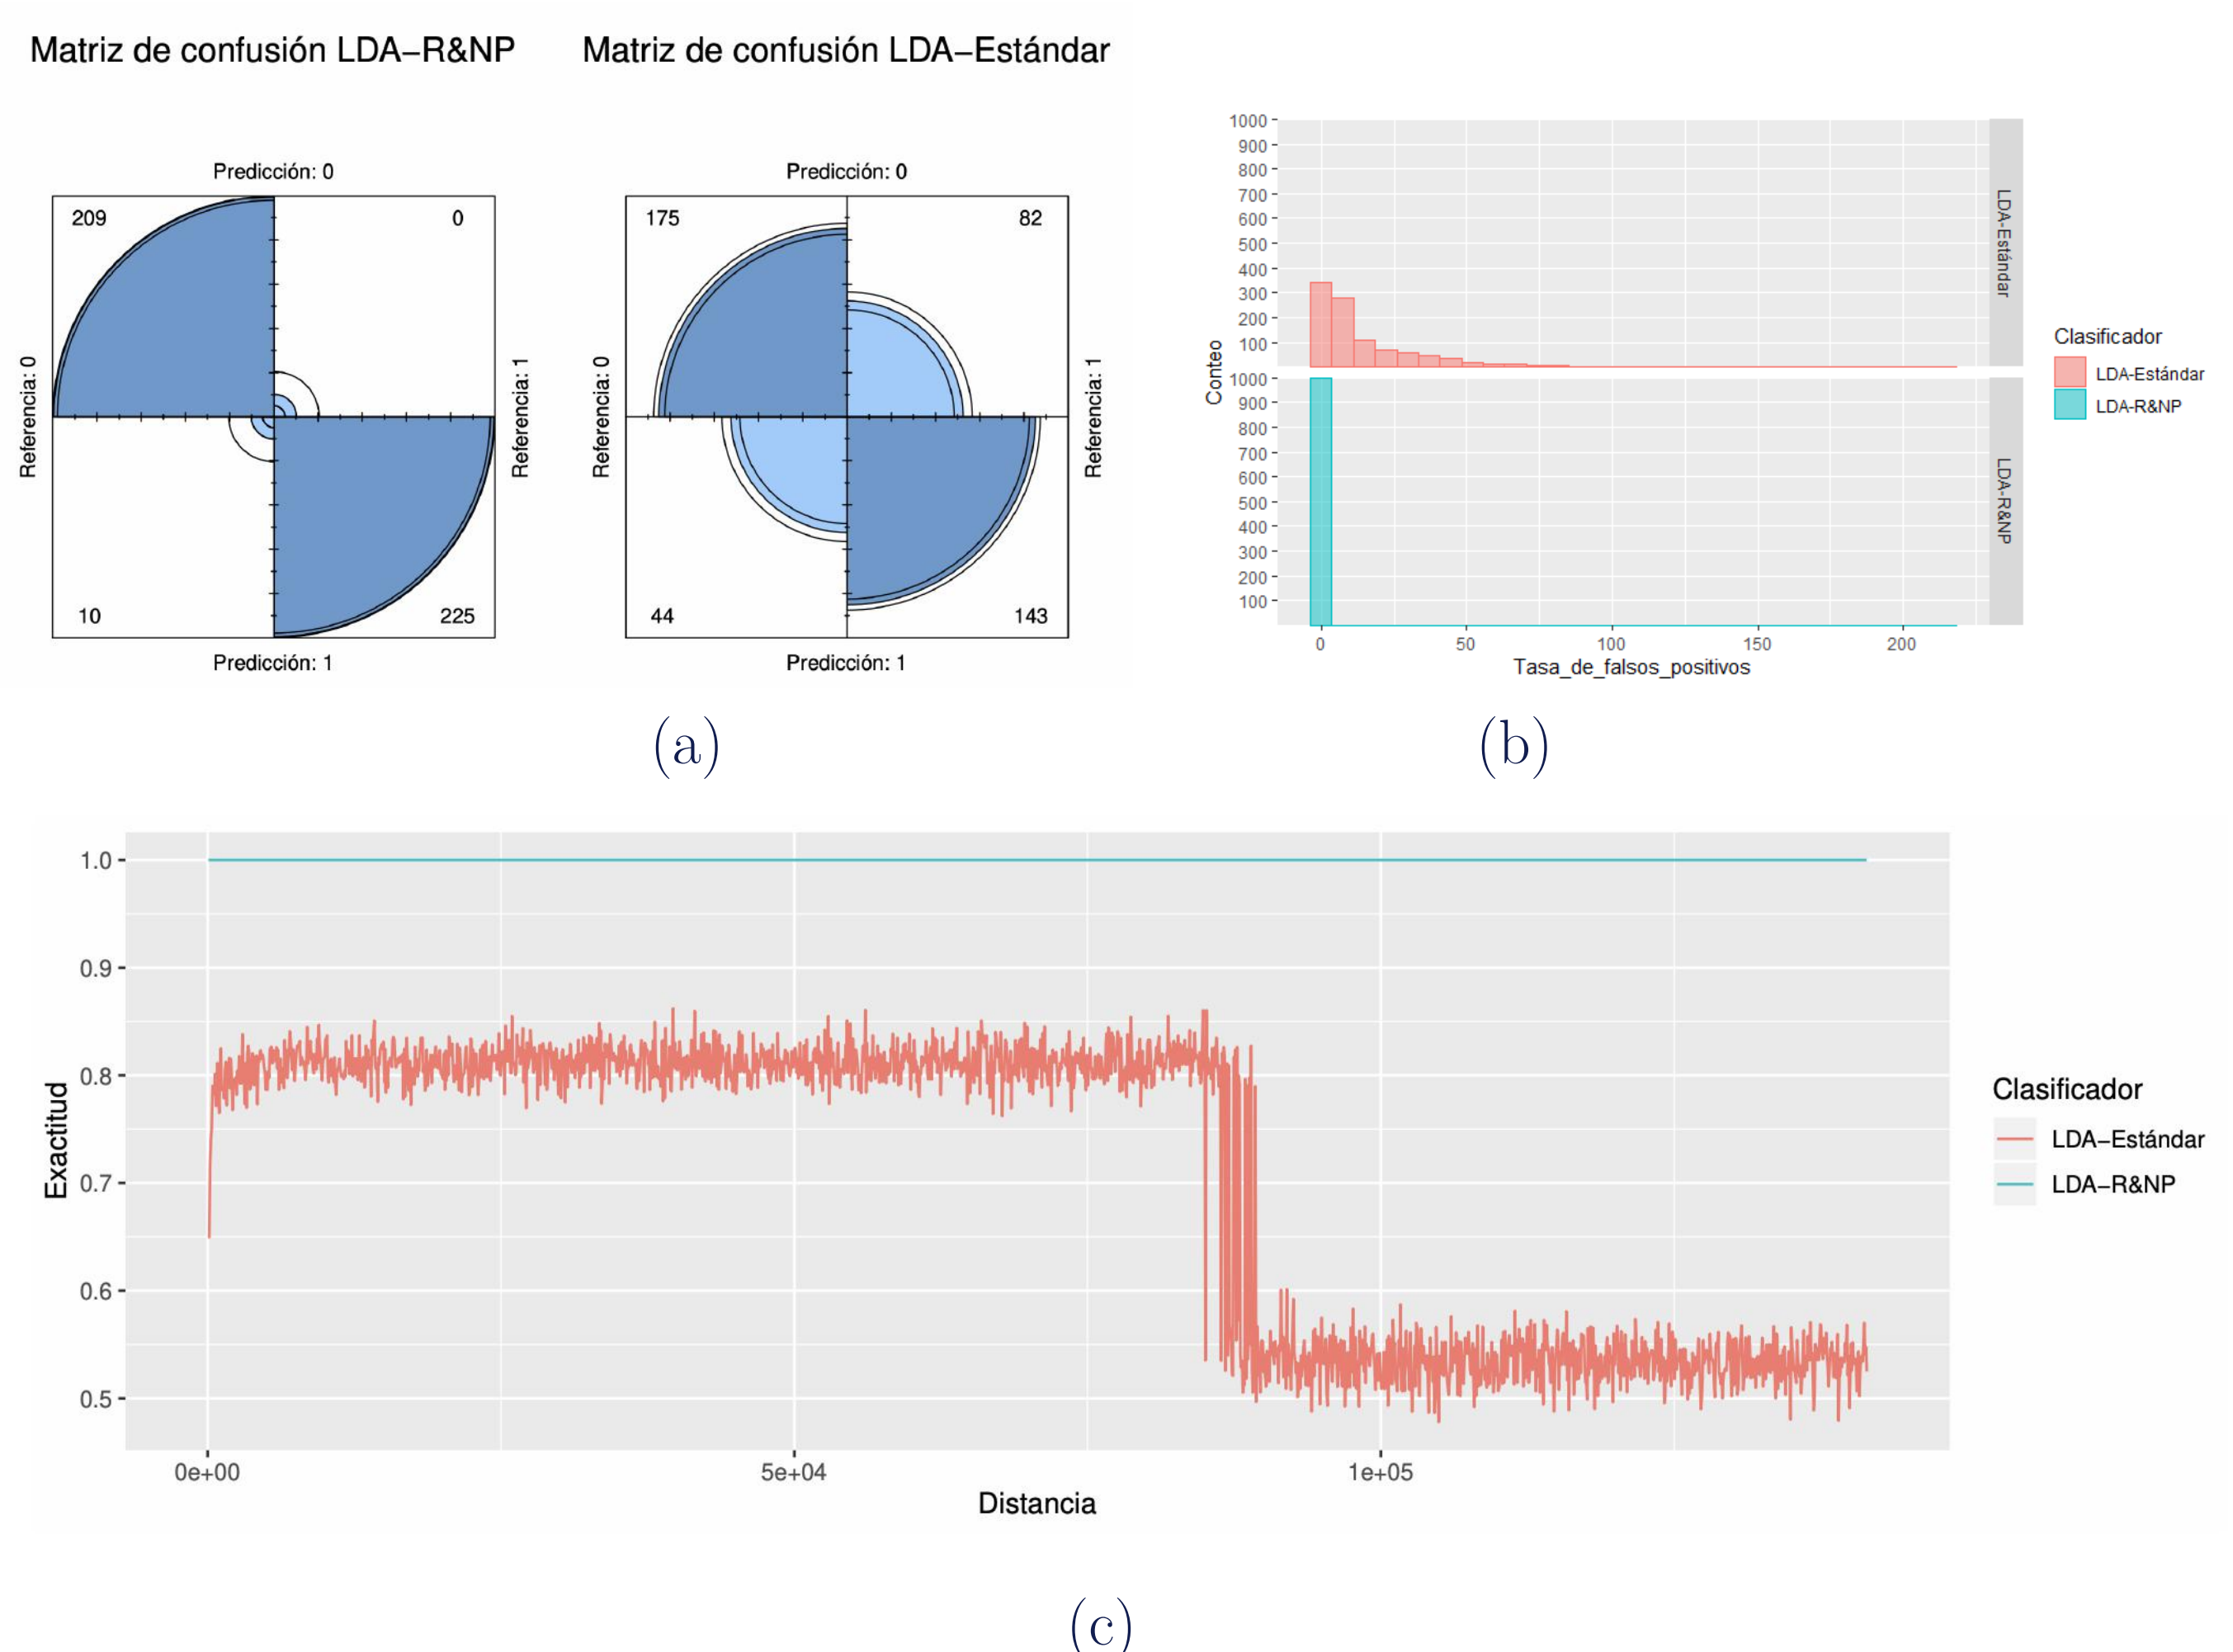 Matriz de confusión LDA−R&NP
Predicción: 0
209
0
Referencia: 0
Referencia: 1
10
225
Predicción: 1
Matriz de confusión LDA−Estándar
Predicción: 0
175
82
Referencia: 0
Referencia: 1
44
143
Predicción: 1
(a)
1000
900
800
700
600
500
400
300
200
100
LDA-Estándar
1000
900
800
700
600
500
400
300
200
100
LDA-R&NP
Conteo
0
50
100
150
200
Tasa_de_falsos_positivos
Clasificador
LDA-Estándar
LDA-R&NP
(b)
1.0
0.9
0.8
0.7
0.6
0.5
Exactitud
0e+00
5e+04
1e+05
Distancia
Clasificador
LDA−Estándar
LDA−R&NP
(c)